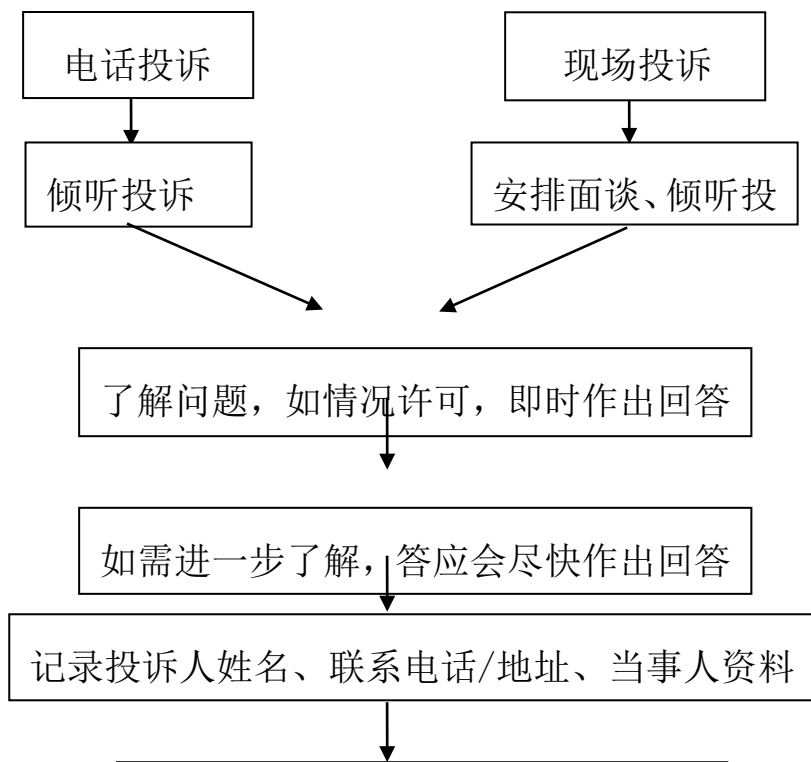 电话投诉
现场投诉
倾听投诉
安排面谈、倾听投
了解问题，如情况许可，即时作出回答
如需进一步了解，答应会尽快作出回答
记录投诉人姓名、联系电话/地址、当事人资料